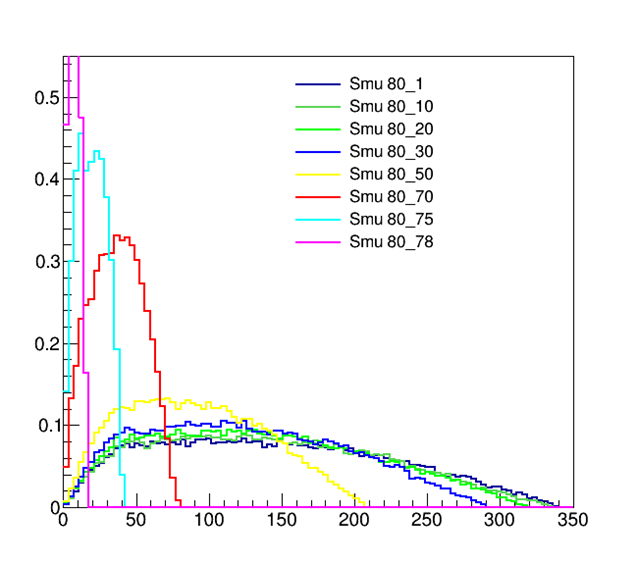 0.5
0.4
0.3
0.2
0.1
0
0 50 100 150 200 250 300 350
Smu 80_1
Smu 80_10
Smu 80_20
Smu 80_30
Smu 80_50
Smu 80_70
Smu 80_75
Smu 80_78